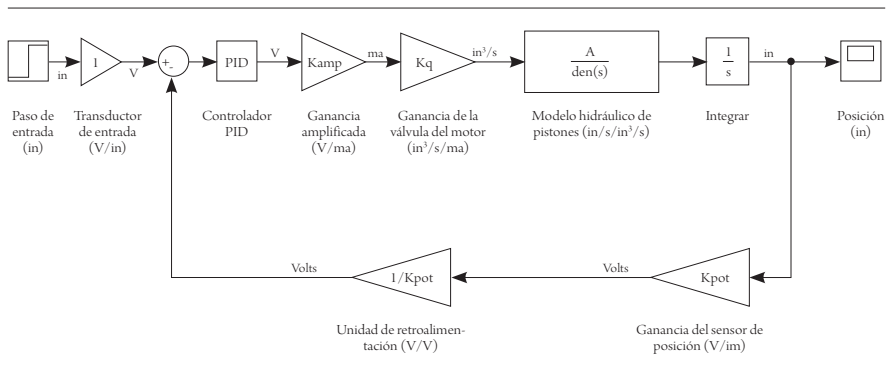 in
1
V
+
-
PID
V
Kamp
ma
Kq
in³/s
A
den(s)
1
s
in
Paso de
entrada
(in)
Transductor
de entrada
(V/in)
Controlador
PID
Ganancia
amplificada
(V/ma)
Ganancia de la
válvula del motor
(in³/s/ma)
Modelo hidráulico de
pistones (in/s/in³/s)
Integrar
Posición
(in)
Volts
1/Kpot
Volts
Kpot
Unidad de retroalimen-
tación (V/V)
Ganancia del sensor de
posición (V/im)